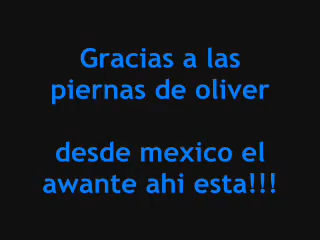 Gracias a las
piernas de oliver
desde mexico el
awante ahi esta!!!